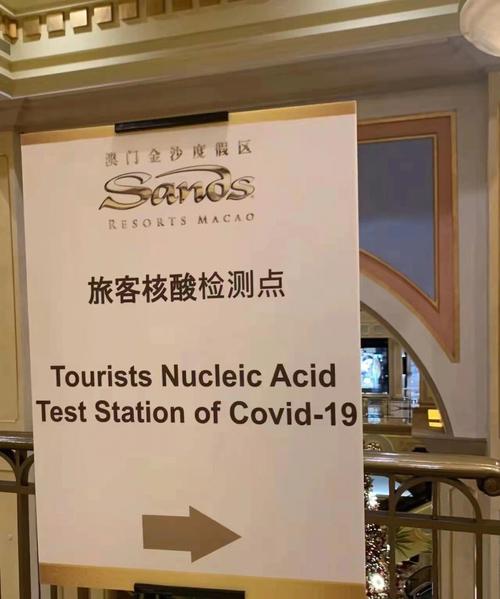 澳门金沙度假区
Sands
RESORTS MACAO
旅客核酸检测点
Tourists Nucleic Acid
Test Station of Covid-19